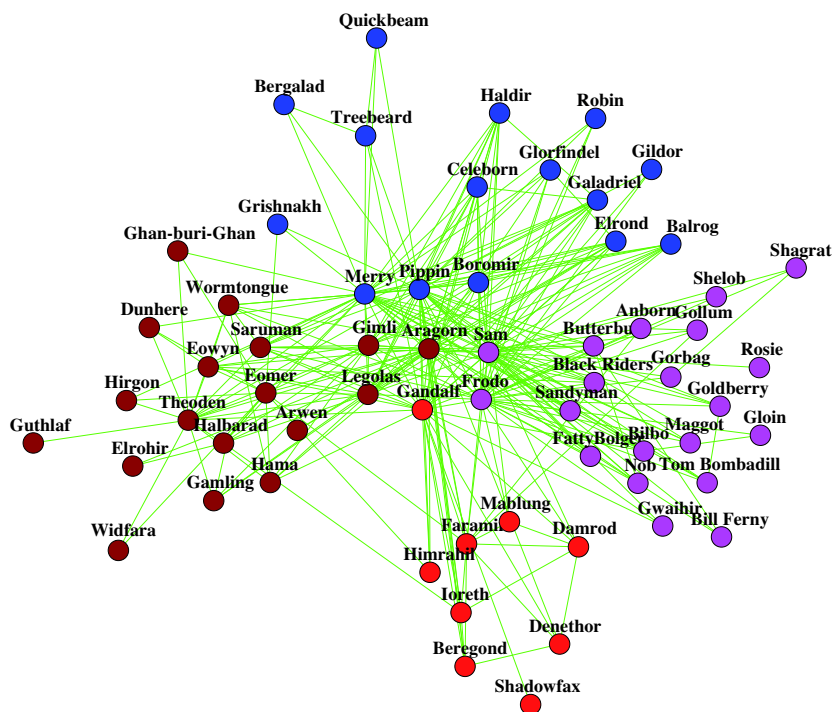 Quickbeam
Bergalad
Haldir
Robin
Treebeard
Glorfindel
Gildor
Celeborn
Galadriel
Grishnakh
Elrond
Balrog
Ghan-buri-Ghan
Shagrat
Merry
Pippin
Boromir
Shelob
Wormtongue
Dunhere
Saruman
Gimli
Aragorn
Sam
Butterbu
Anborn
Gollum
Eowyn
Black Riders
Gorbag
Rosie
Hirgon
Eomer
Legolas
Gandalf
Frodo
Sandyman
Goldberry
Theoden
Guthlaf
Halbarad
Arwen
Maggot
Gloin
FattyBolger
Bilbo
Elrohir
Hama
Nob
Tom Bombadill
Gamling
Mablung
Gwaihir
Bill Ferny
Widfara
Faramir
Damrod
Himrahil
Ioreth
Denethor
Beregond
Shadowfax